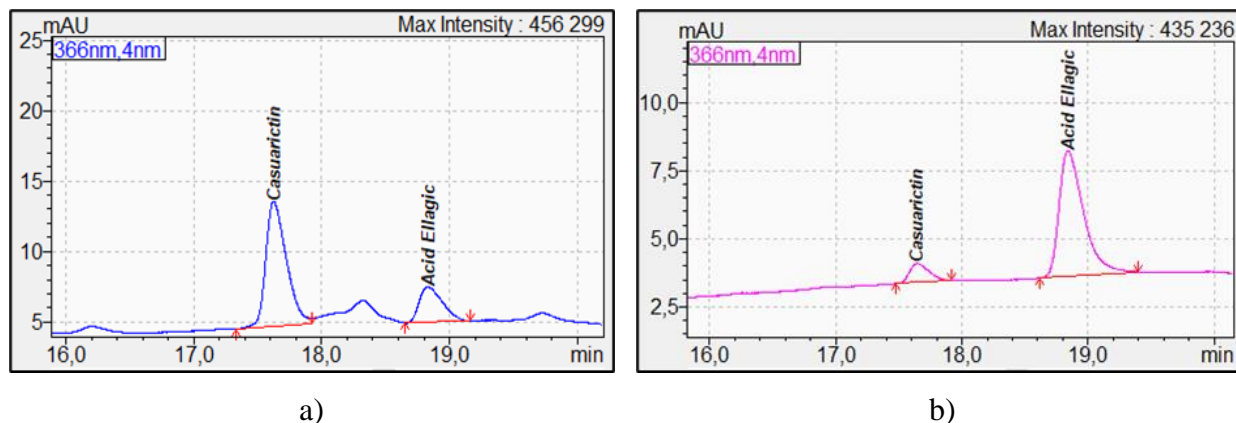 mAU
Max Intensity : 456 299
366nm,4nm
25
20
15
10
5
Casuarictin
Acid Ellagic
16,0
17,0
18,0
19,0
min
a)
mAU
Max Intensity : 435 236
366nm,4nm
10,0
7,5
5,0
2,5
Casuarictin
Acid Ellagic
16,0
17,0
18,0
19,0
min
b)